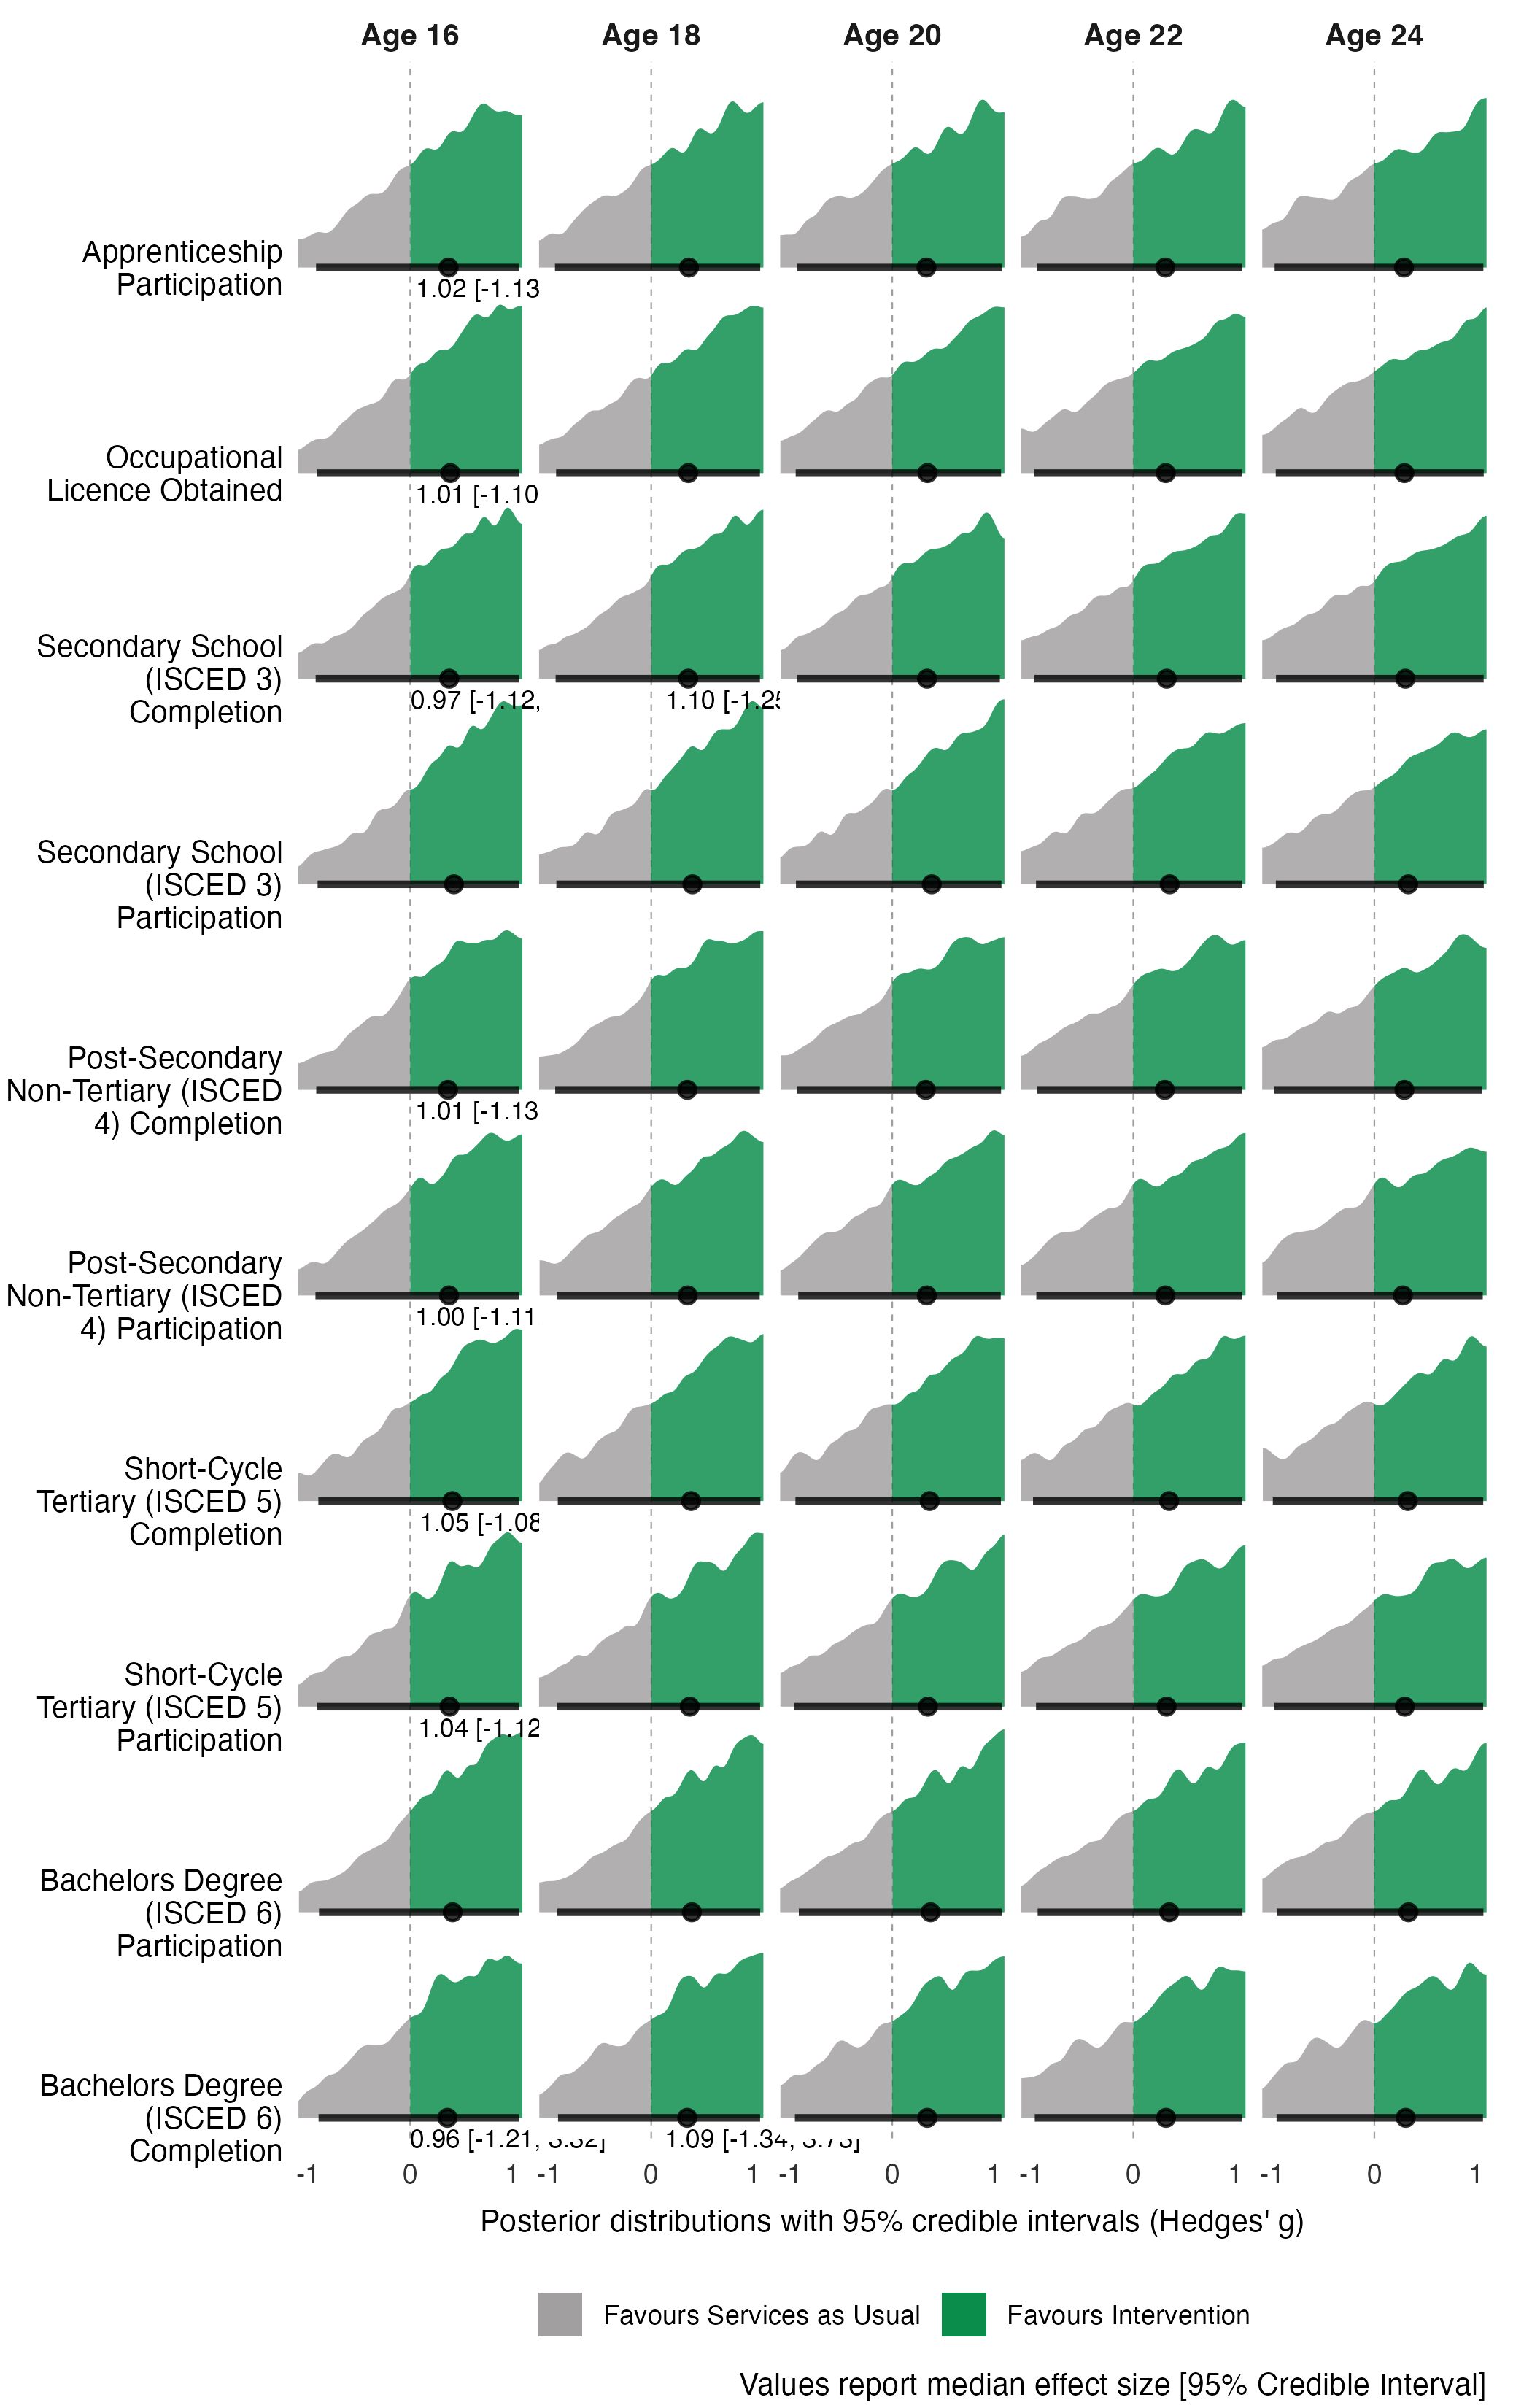 Age 16 Age 18 Age 20 Age 22 Age 24
Apprenticeship
Participation
1.02 [-1.13
Occupational
Licence Obtained
1.01 [-1.10
Secondary School
(ISCED 3)
Completion
0.97 [-1.12, 1.10 [-1.25
Secondary School
(ISCED 3)
Participation
Post-Secondary
Non-Tertiary (ISCED
4) Completion
1.01 [-1.13
Post-Secondary
Non-Tertiary (ISCED
4) Participation
1.00 [-1.11
Short-Cycle
Tertiary (ISCED 5)
Completion
1.05 [-1.08
Short-Cycle
Tertiary (ISCED 5)
Participation
1.04 [-1.12
Bachelors Degree
(ISCED 6)
Participation
Bachelors Degree
(ISCED 6)
Completion
0.96 [-1.21, 3.32] 1.09 [-1.34, 3.73]
-1 0 1 -1 0 1 -1 0 1 -1 0 1 -1 0 1
Posterior distributions with 95% credible intervals (Hedges' g)
Favours Services as Usual Favours Intervention
Values report median effect size [95% Credible Interval]